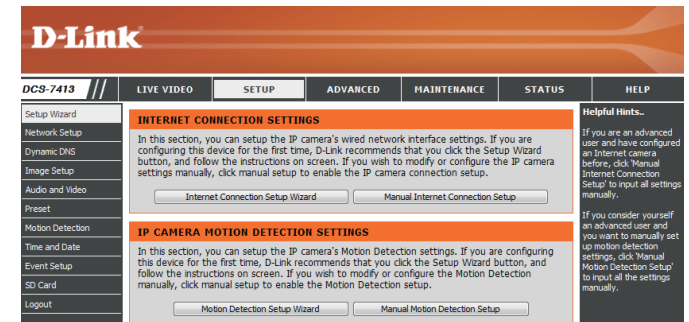 D-Link
DCS-7413
LIVE VIDEO
SETUP
ADVANCED
MAINTENANCE
STATUS
HELP
Setup Wizard
Network Setup
Dynamic DNS
Image Setup
Audio and Video
Preset
Motion Detection
Time and Date
Event Setup
SD Card
Logout
INTERNET CONNECTION SETTINGS
In this section, you can setup the IP camera's wired network interface settings. If you are
configuring this device for the first time, D-Link recommends that you click the Setup Wizard
button, and follow the instructions on screen. If you wish to modify or configure the IP camera
settings manually, click manual setup to enable the IP camera connection setup.
Internet Connection Setup Wizard
Manual Internet Connection Setup
IP CAMERA MOTION DETECTION SETTINGS
In this section, you can setup the IP camera's Motion Detection settings. If you are configuring
this device for the first time, D-Link recommends that you click the Setup Wizard button, and
follow the instructions on screen. If you wish to modify or configure the Motion Detection
manually, click manual setup to enable the Motion Detection setup.
Motion Detection Setup Wizard
Manual Motion Detection Setup
Helpful Hints..
If you are an advanced
user and have configured
an Internet camera
before, click 'Manual
Internet Connection
Setup' to input all settings
manually.
If you consider yourself
an advanced user and
you want to manually set
up motion detection
settings, click 'Manual
Motion Detection Setup'
to input all the settings
manually.